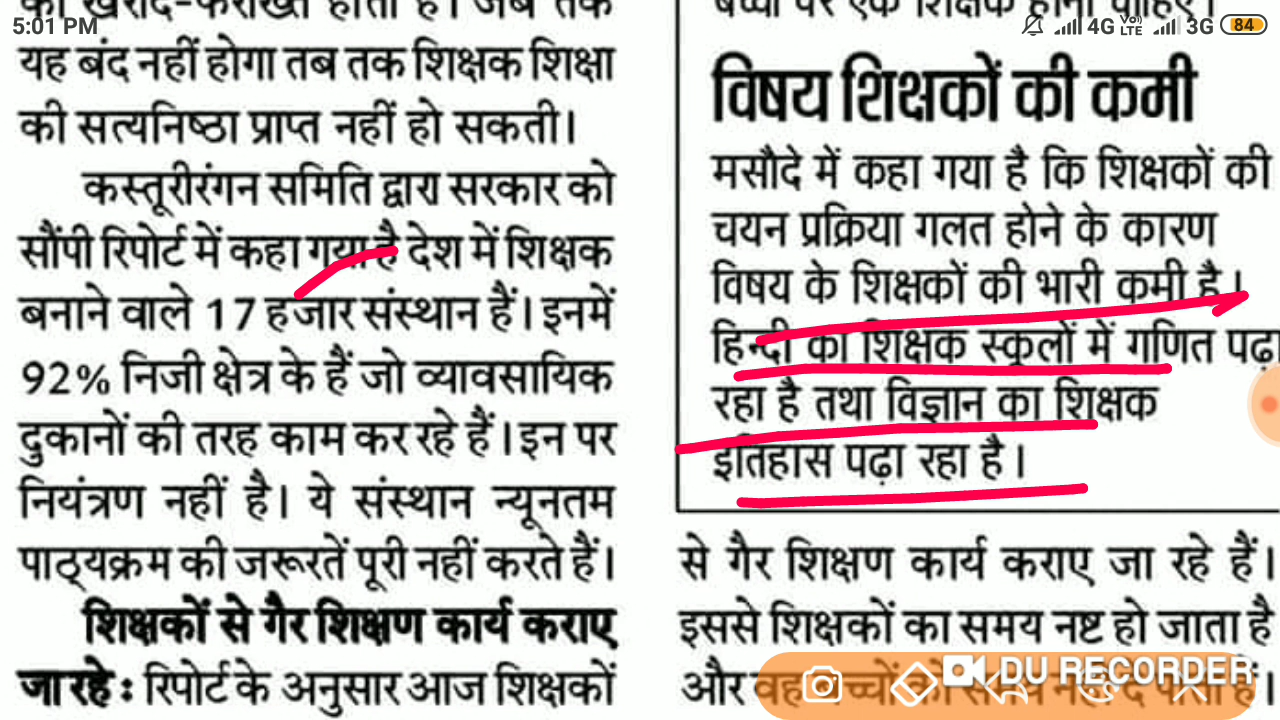 5:01 PM
4G VoLTE 3G 84
यह बंद नहीं होगा तब तक शिक्षक शिक्षा
की सत्यनिष्ठा प्राप्त नहीं हो सकती।
कस्तूरीरंगन समिति द्वारा सरकार को
सौंपी रिपोर्ट में कहा गया है देश में शिक्षक
बनाने वाले 17 हजार संस्थान हैं। इनमें
92% निजी क्षेत्र के हैं जो व्यावसायिक
दुकानों की तरह काम कर रहे हैं। इन पर
नियंत्रण नहीं है। ये संस्थान न्यूनतम
पाठ्यक्रम की जरूरतें पूरी नहीं करते हैं।
शिक्षकों से गैर शिक्षण कार्य कराए
जा रहे : रिपोर्ट के अनुसार आज शिक्षकों
विषय शिक्षकों की कमी
मसौदे में कहा गया है कि शिक्षकों की
चयन प्रक्रिया गलत होने के कारण
विषय के शिक्षकों की भारी कमी है।
हिन्दी का शिक्षक स्कूलों में गणित पढ़ा
रहा है तथा विज्ञान का शिक्षक
इतिहास पढ़ा रहा है।
से गैर शिक्षण कार्य कराए जा रहे हैं।
इससे शिक्षकों का समय नष्ट हो जाता है
और वह
DU RECORDER